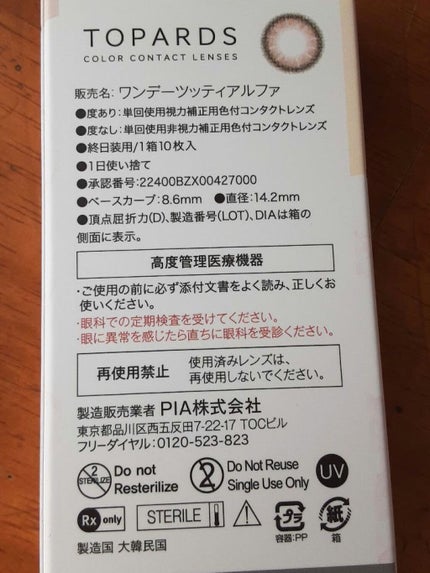 TOPARDS
COLOR CONTACT LENSES
販売名: ワンデーツッティアルファ
●度あり:単回使用視力補正用色付コンタクトレンズ
●度なし:単回使用非視力補正用色付コンタクトレンズ
●終日装用/1箱10枚入
●1日使い捨て
●承認番号:22400BZX00427000
●ベースカーブ:8.6mm ●直径:14.2mm
●頂点屈折力(D)、製造番号(LOT)、DIAは箱の
側面に表示。
高度管理医療機器
・ご使用の前に必ず添付文書をよく読み、正しくお
使いください。
・眼科での定期検査を受けてください。
・眼に異常を感じたら直ちに眼科を受診ください。
再使用禁止
使用済みレンズは、
再使用しないでください。
製造販売業者 PIA株式会社
東京都品川区西五反田7-22-17 TOCビル
フリーダイヤル:0120-523-823
2
STERILIZE
Do not
Resterilize
2
Do Not Reuse
Single Use Only
UV
Rx only
STERILE
プラ
容器:PP
紙
箱
製造国 大韓民国